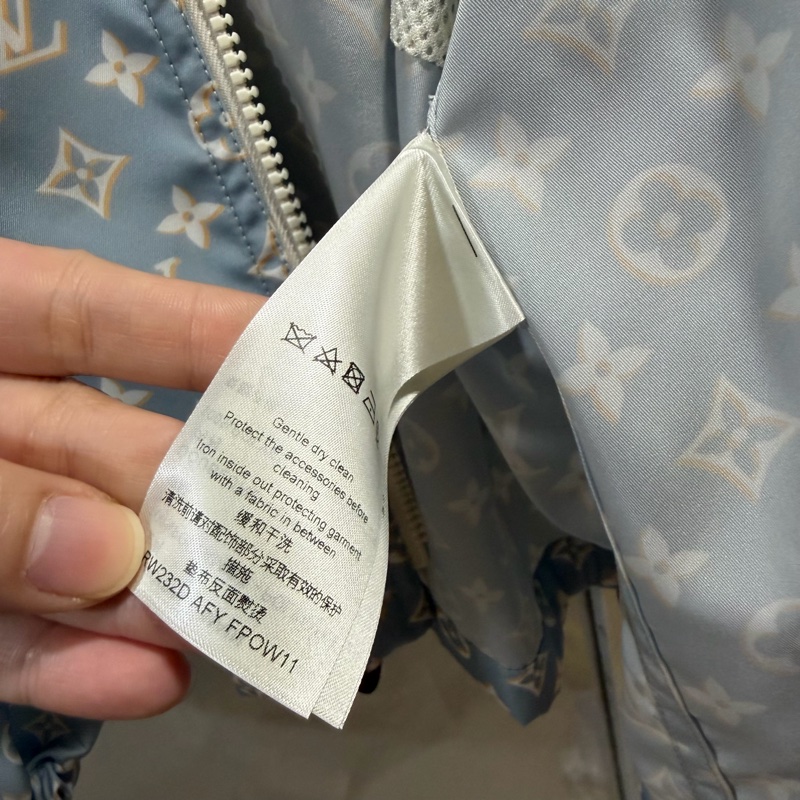 Gentle dry clean
Protect the accessories before
cleaning
Iron inside out protecting garment
with a fabric in between
缓和干洗
清洗前请对配饰部分采取有效的保护
措施
垫布反面熨烫
RW232D AFY FPOW11